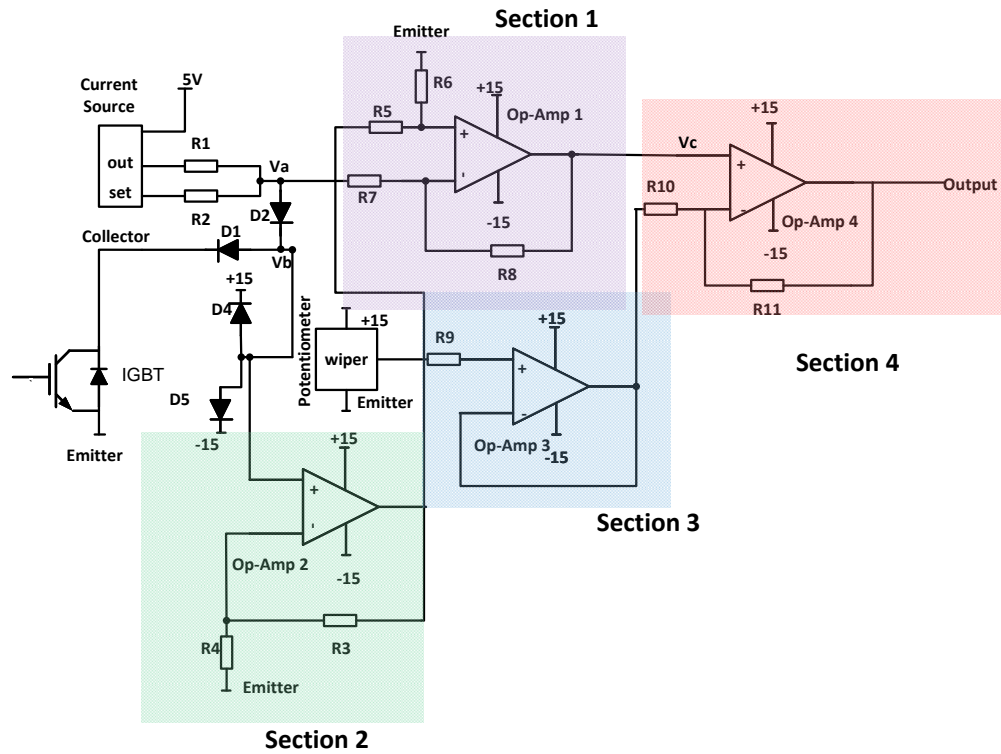 Section 1
Emitter
Current
Source
5V
R6
+15
Op-Amp 1
+15
R5
+
R1
out
Va
Vc
+
set
R7
-
R10
Output
R2
D2
-15
-
Op-Amp 4
Collector
D1
Vb
R8
-15
+15
R11
D4
Potentiometer
+15
R9
+15
wiper
+
Section 4
IGBT
D5
Emitter
-
Op-Amp 3
-15
+15
-15
Emitter
+
Section 3
-
Op-Amp 2
-15
R4
R3
Emitter
Section 2